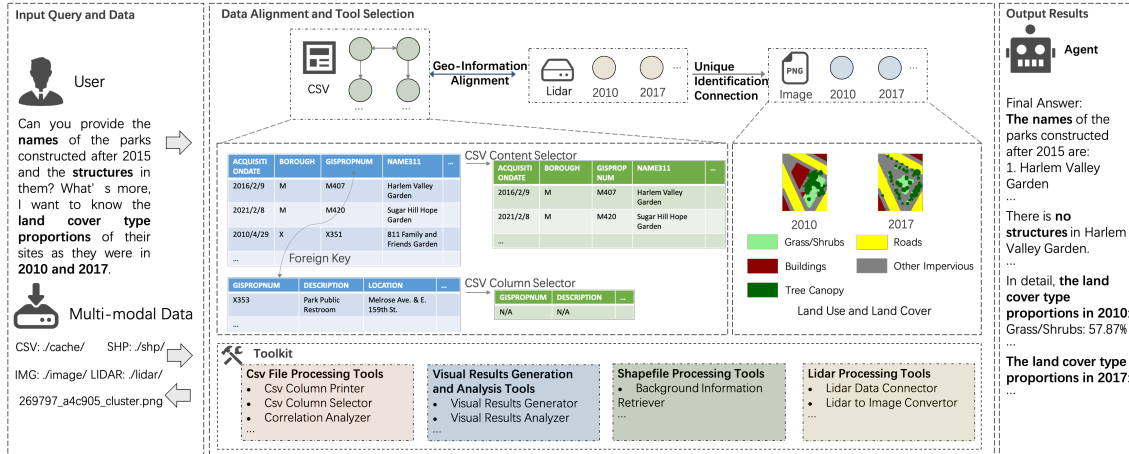 Input Query and Data
User
Can you provide the
names of the parks
constructed after 2015
and the structures in
them? What's more,
I want to know the
land cover type
proportions of their
sites as they were in
2010 and 2017.
Multi-modal Data
CSV: ./cache/ SHP: ./shp/
IMG: ./image/ LIDAR: ./lidar/
269797_a4c905_cluster.png
Data Alignment and Tool Selection
CSV
...
...
Geo-Information
Alignment
Lidar
2010
2017
...
Unique
Identification
Connection
PNG
Image
2010
2017
...
ACQUISITI
ONDATE BOROUGH GISPROPNUM NAME311 ...
2016/2/9 M M407 Harlem Valley
Garden
2021/2/8 M M420 Sugar Hill Hope
Garden
2010/4/29 X X351 811 Family and
Friends Garden
...
Foreign Key
GISPROPNUM DESCRIPTION LOCATION ...
X353 Park Public
Restroom Melrose Ave. & E.
159th St.
...
CSV Content Selector
ACQUISITI
ONDATE BOROUGH GISPROP
NUM NAME311 ...
2016/2/9 M M407 Harlem Valley
Garden
2021/2/8 M M420 Sugar Hill Hope
Garden
...
CSV Column Selector
GISPROPNUM DESCRIPTION ...
N/A N/A
2010
2017
Grass/Shrubs
Roads
Buildings
Other Impervious
Tree Canopy
Land Use and Land Cover
Toolkit
Csv File Processing Tools
• Csv Column Printer
• Csv Column Selector
• Correlation Analyzer
...
Visual Results Generation
and Analysis Tools
• Visual Results Generator
• Visual Results Analyzer
...
Shapefile Processing Tools
• Background Information
Retriever
...
Lidar Processing Tools
• Lidar Data Connector
• Lidar to Image Convertor
...
Output Results
Agent
Final Answer:
The names of the
parks constructed
after 2015 are:
1. Harlem Valley
Garden
...
There is no
structures in Harlem
Valley Garden.
...
In detail, the land
cover type
proportions in 2010:
Grass/Shrubs: 57.87%
...
The land cover type
proportions in 2017:
...